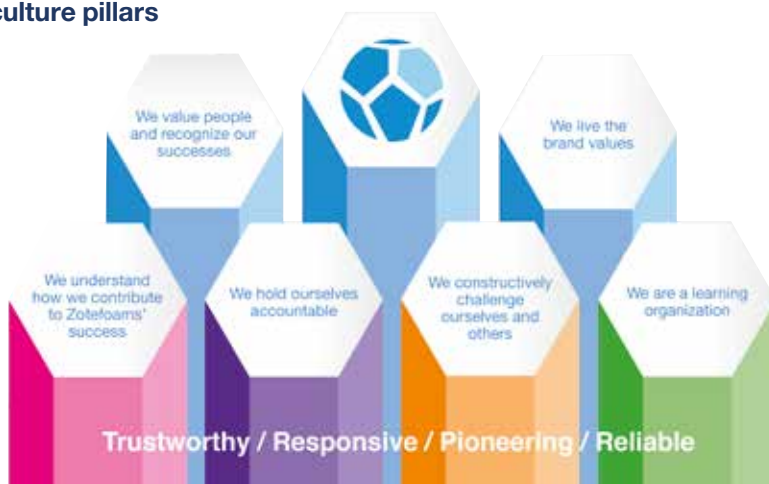 culture pillars
We value people
and recognize our
successes
We live the
brand values
We understand
how we contribute
to Zotefoams'
success
We hold ourselves
accountable
We constructively
challenge
ourselves and
others
We are a learning
organization
Trustworthy / Responsive / Pioneering / Reliable